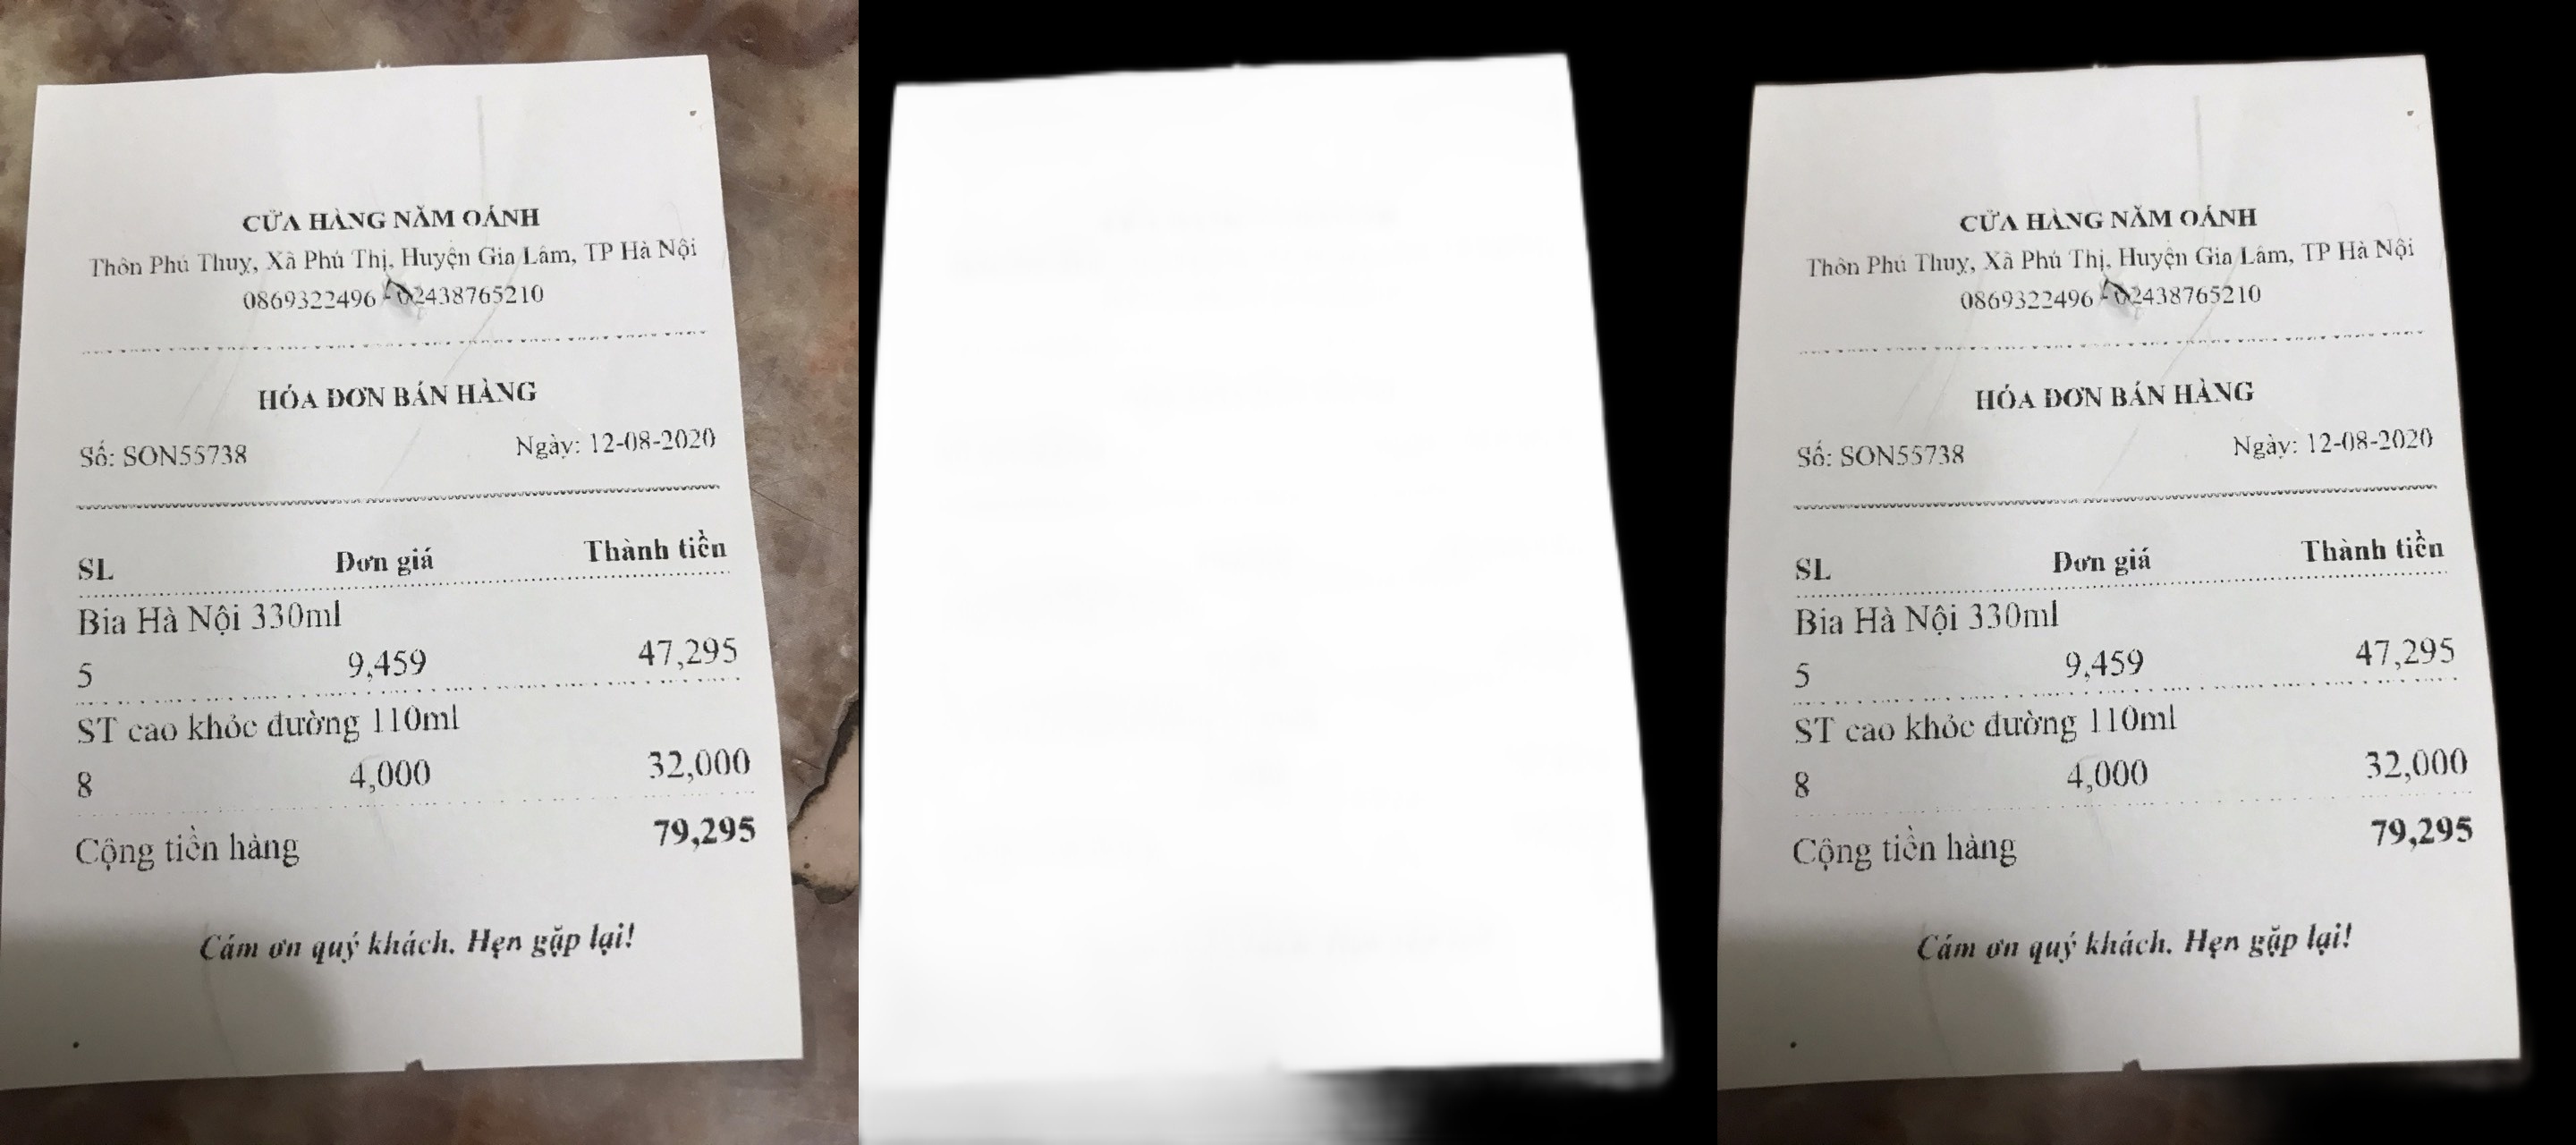 CỬA HÀNG NĂM OÁNH
Thôn Phú Thuy, Xã Phú Thị, Huyện Gia Lâm, TP Hà Nội
0869322496 - 02438765210
HÓA ĐƠN BÁN HÀNG
Số: SON55738 Ngày: 12-08-2020
SL Đơn giá Thành tiền
Bia Hà Nội 330ml
5 9,459 47,295
ST cao khỏe đường 110ml
8 4,000 32,000
Cộng tiền hàng 79,295
Cám ơn quý khách. Hẹn gặp lại!
CỬA HÀNG NĂM OÁNH
Thôn Phú Thuy, Xã Phú Thị, Huyện Gia Lâm, TP Hà Nội
0869322496 - 02438765210
HÓA ĐƠN BÁN HÀNG
Số: SON55738 Ngày: 12-08-2020
SL Đơn giá Thành tiền
Bia Hà Nội 330ml
5 9,459 47,295
ST cao khỏe đường 110ml
8 4,000 32,000
Cộng tiền hàng 79,295
Cám ơn quý khách. Hẹn gặp lại!